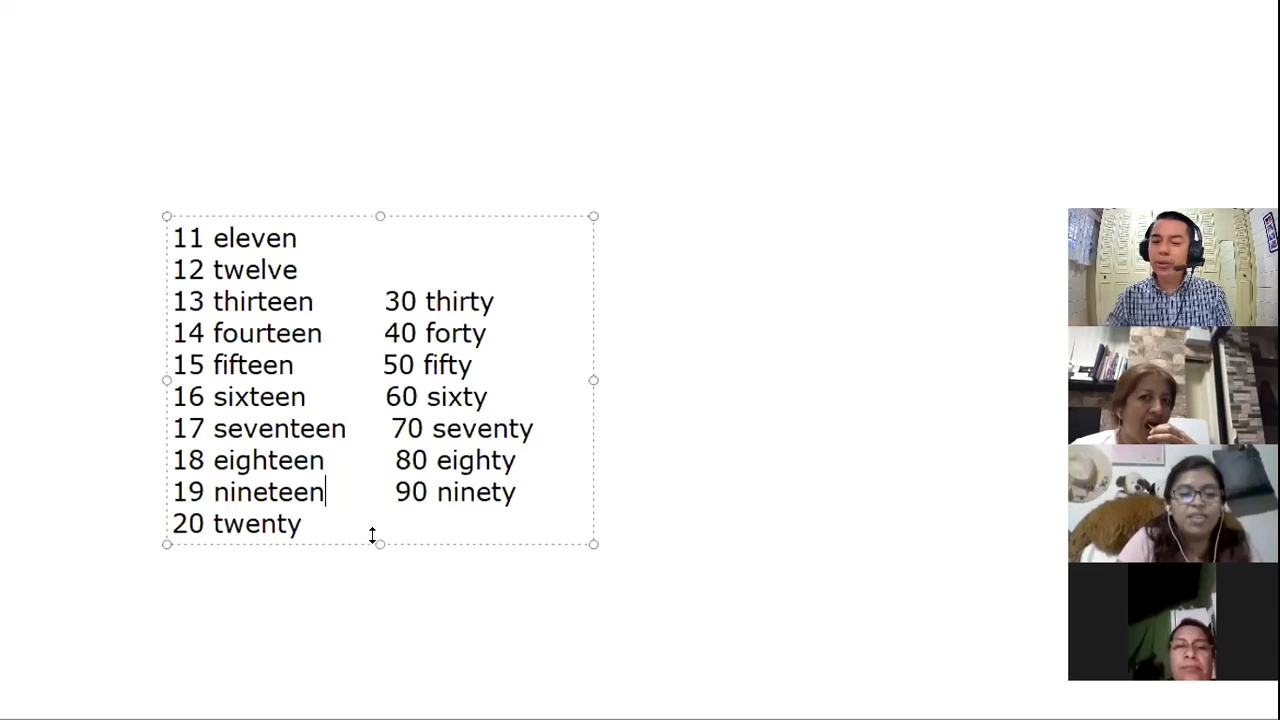 11 eleven
12 twelve
13 thirteen 30 thirty
14 fourteen 40 forty
15 fifteen 50 fifty
16 sixteen 60 sixty
17 seventeen 70 seventy
18 eighteen 80 eighty
19 nineteen 90 ninety
20 twenty